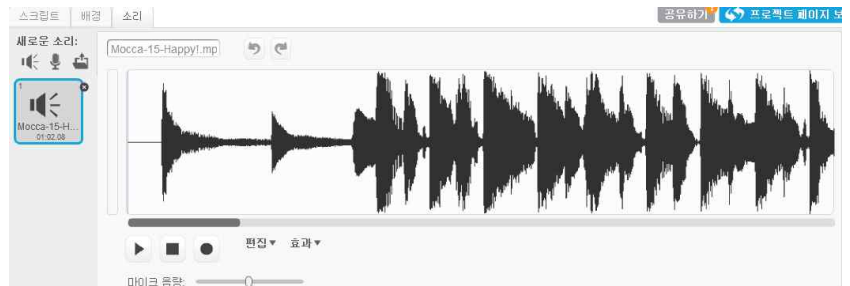 스크립트 배경 소리 공유하기 프로젝트 페이지 보
새로운 소리:
Mocca-15-Happy!.mp
1
Mocca-15-H...
01:02.08
편집▼ 효과▼
마이크 음량: